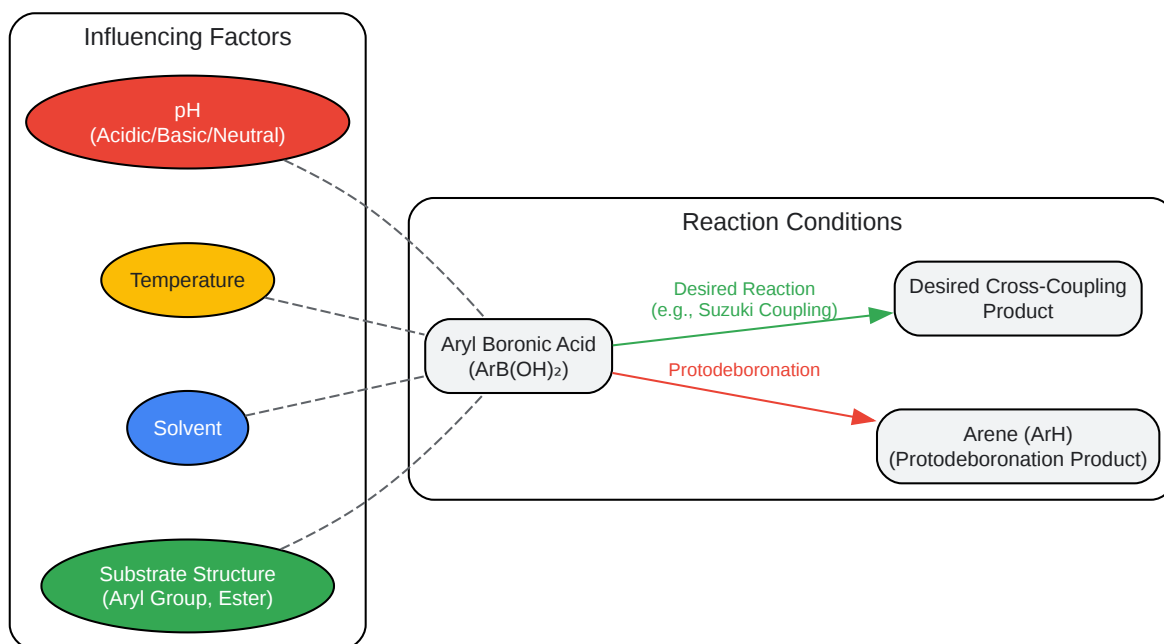 Influencing Factors
pH
(Acidic/Basic/Neutral)
Temperature
Solvent
Substrate Structure
(Aryl Group, Ester)
Reaction Conditions
Aryl Boronic Acid
(ArB(OH)₂)
Desired Reaction
(e.g., Suzuki Coupling)
Protodeboronation
Desired Cross-Coupling
Product
Arene (ArH)
(Protodeboronation Product)